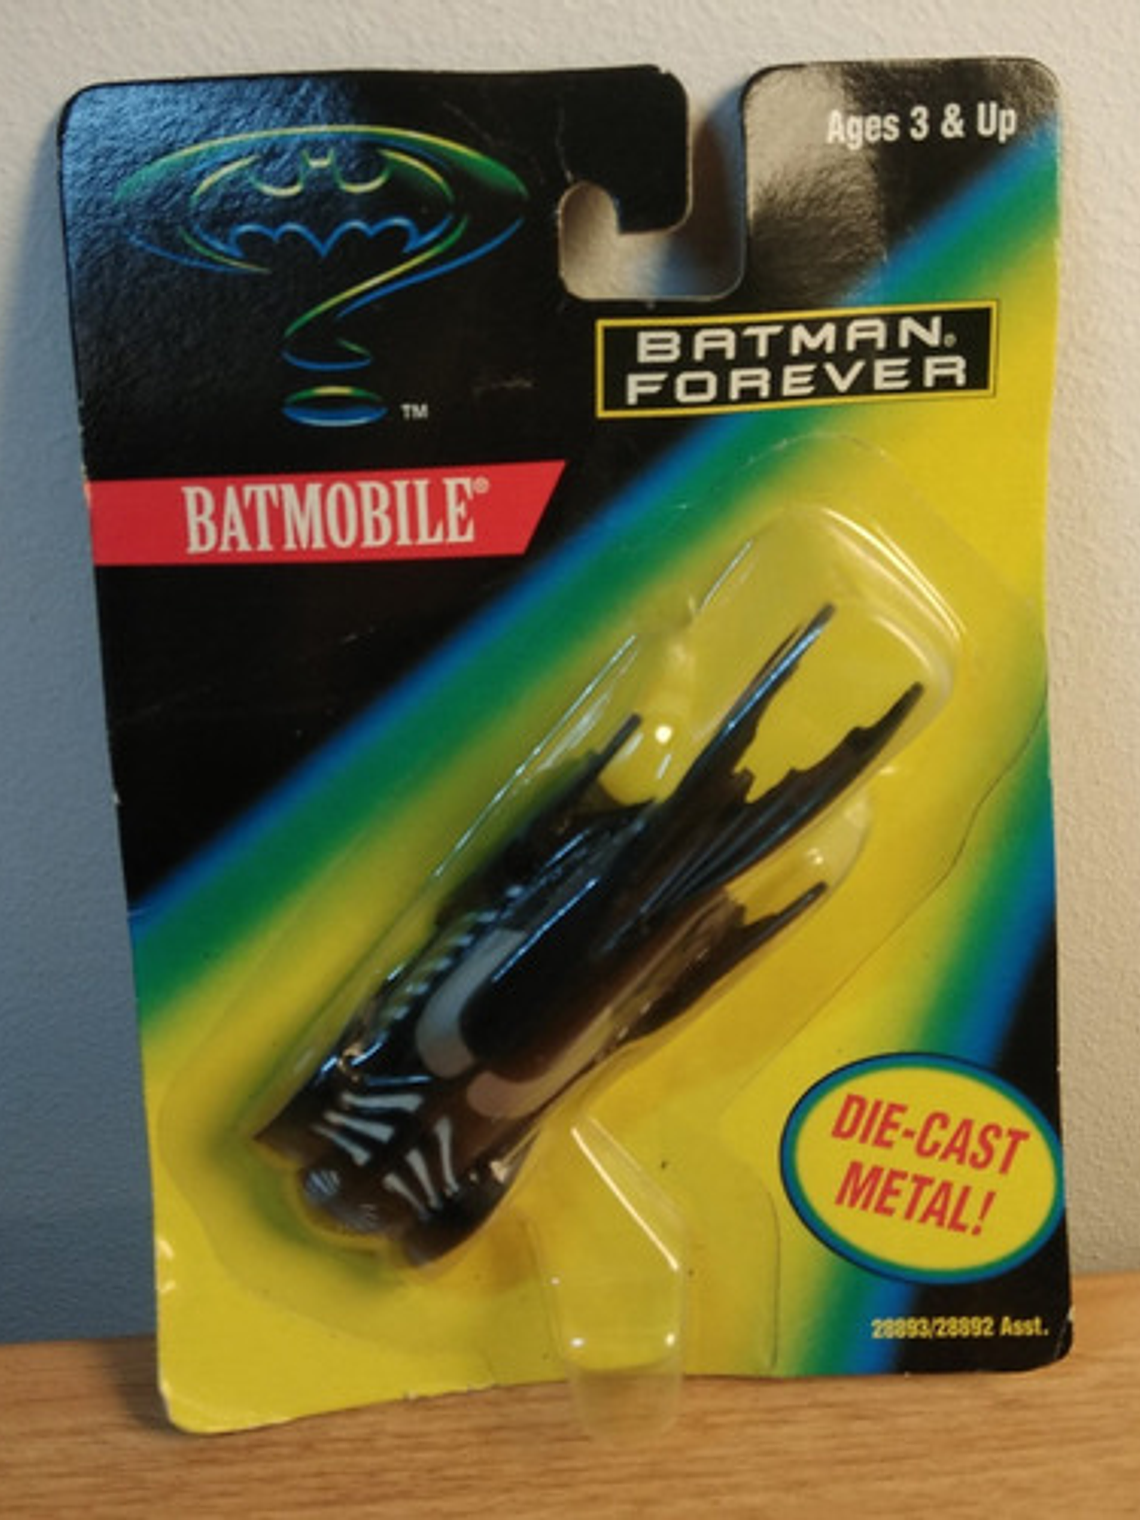 Ages 3 & Up
BATMAN®
FOREVER
TM
BATMOBILE®
DIE-CAST
METAL!
28893/28892 Asst.